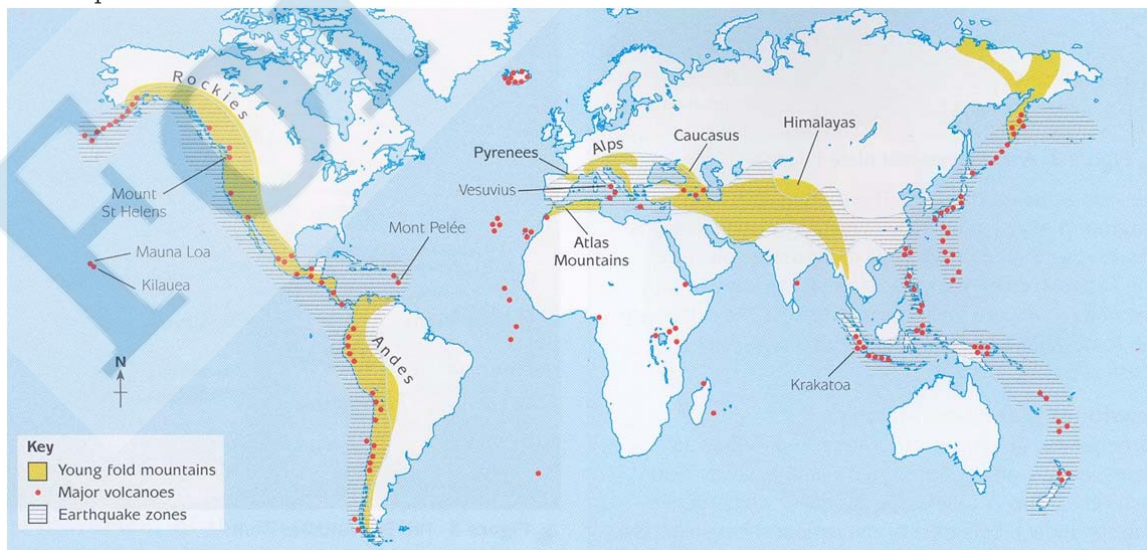 Rockies
Mount
St Helens
Mauna Loa
Kilauea
Mont Pelée
Andes
Pyrenees
Alps
Vesuvius
Caucasus
Himalayas
Atlas
Mountains
Krakatoa
N
Key
Young fold mountains
Major volcanoes
Earthquake zones